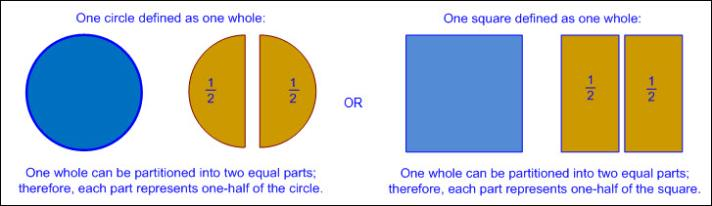 One circle defined as one whole:
1/2
1/2
One whole can be partitioned into two equal parts;
therefore, each part represents one-half of the circle.
OR
One square defined as one whole:
1/2
1/2
One whole can be partitioned into two equal parts;
therefore, each part represents one-half of the square.